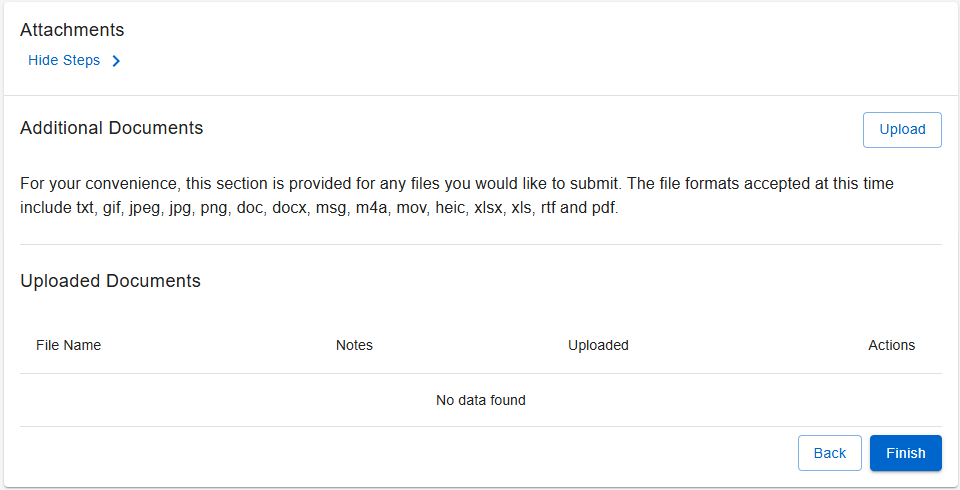 Attachments
Hide Steps
Additional Documents
Upload
For your convenience, this section is provided for any files you would like to submit. The file formats accepted at this time
include txt, gif, jpeg, jpg, png, doc, docx, msg, m4a, mov, heic, xlsx, xls, rtf and pdf.
Uploaded Documents
File Name Notes Uploaded Actions
No data found
Back Finish